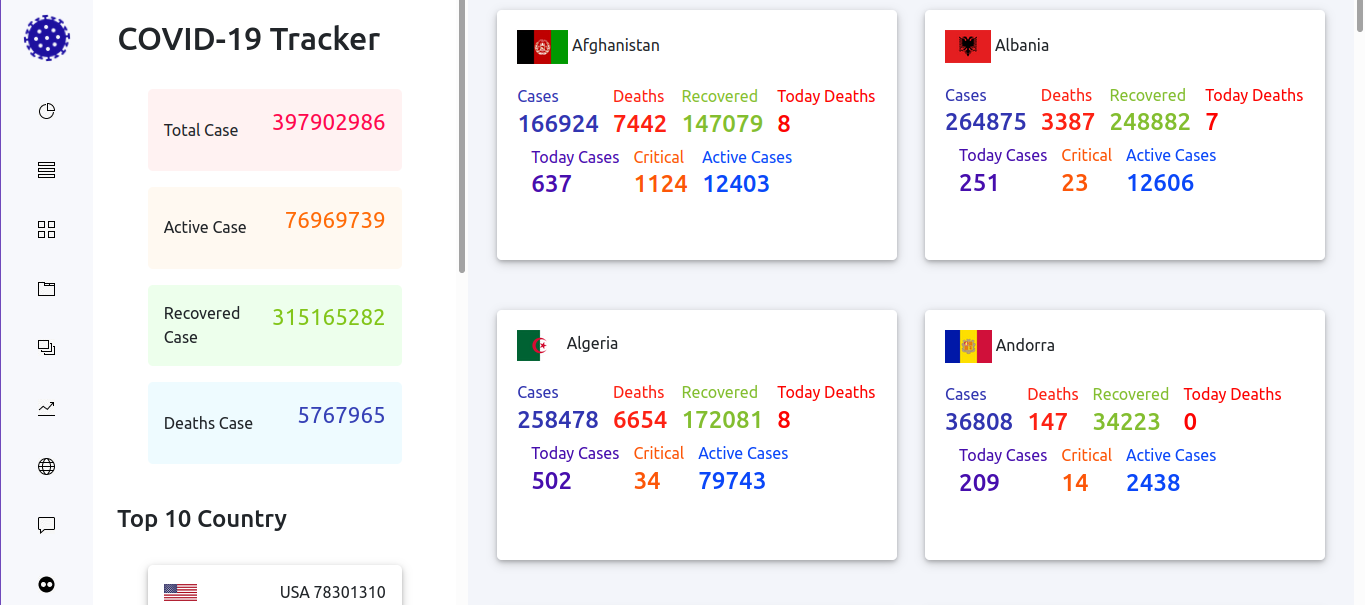 COVID-19 Tracker
Total Case 397902986
Active Case 76969739
Recovered
Case 315165282
Deaths Case 5767965
Top 10 Country
USA 78301310
Afghanistan
Cases Deaths Recovered Today Deaths
166924 7442 147079 8
Today Cases Critical Active Cases
637 1124 12403
Albania
Cases Deaths Recovered Today Deaths
264875 3387 248882 7
Today Cases Critical Active Cases
251 23 12606
Algeria
Cases Deaths Recovered Today Deaths
258478 6654 172081 8
Today Cases Critical Active Cases
502 34 79743
Andorra
Cases Deaths Recovered Today Deaths
36808 147 34223 0
Today Cases Critical Active Cases
209 14 2438